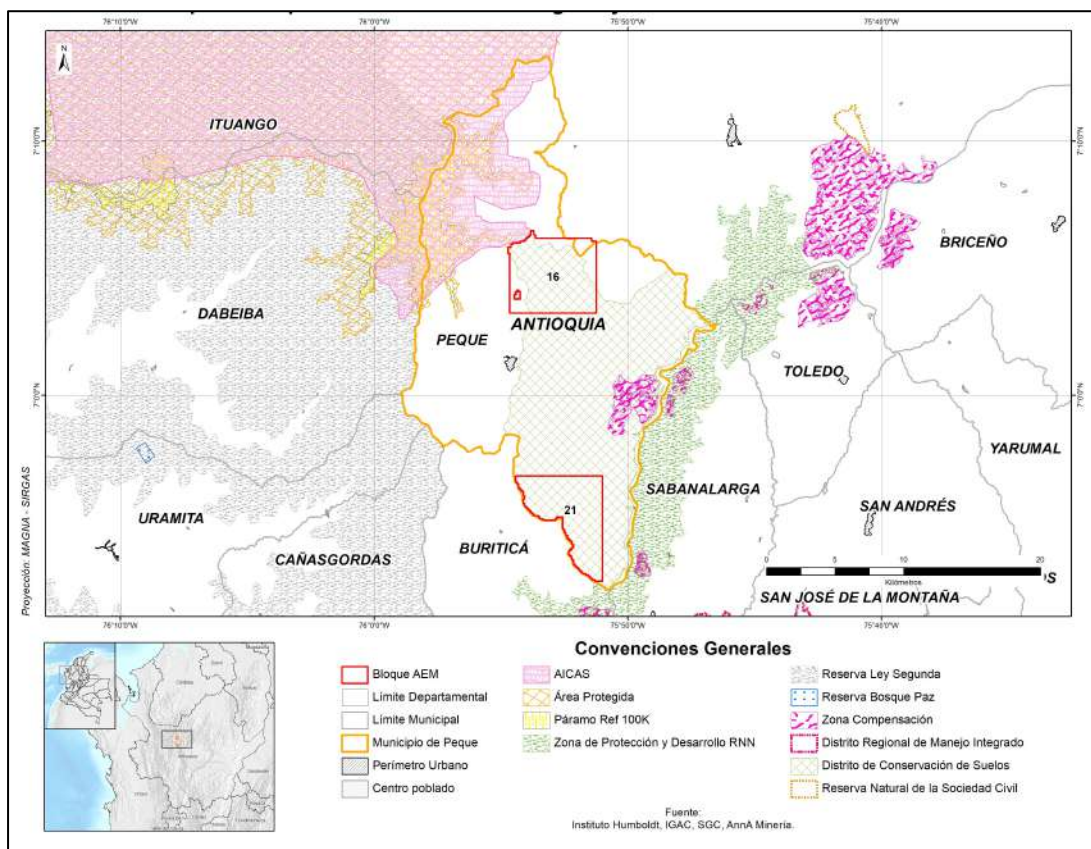 76°10'0"W 76°0'0"W 75°50'0"W 75°40'0"W
N
ITUANGO
7°10'0"N 7°10'0"N
BRICEÑO
16
DABEIBA
ANTIOQUIA
PEQUE
TOLEDO
7°0'0"N 7°0'0"N
YARUMAL
SABANALARGA
21
SAN ANDRÉS
URAMITA
BURITICÁ
CAÑASGORDAS
0 5 10 20
Kilómetros
OS
SAN JOSÉ DE LA MONTAÑA
Proyección: MAGNA - SIRGAS
76°10'0"W 76°0'0"W 75°50'0"W 75°40'0"W
Convenciones Generales
Bloque AEM
Límite Departamental
Límite Municipal
Municipio de Peque
Perímetro Urbano
Centro poblado
AICAS
Área Protegida
Páramo Ref 100K
Zona de Protección y Desarrollo RNN
Reserva Ley Segunda
Reserva Bosque Paz
Zona Compensación
Distrito Regional de Manejo Integrado
Distrito de Conservación de Suelos
Reserva Natural de la Sociedad Civil
Fuente:
Instituto Humboldt, IGAC, SGC, AnnA Minería.